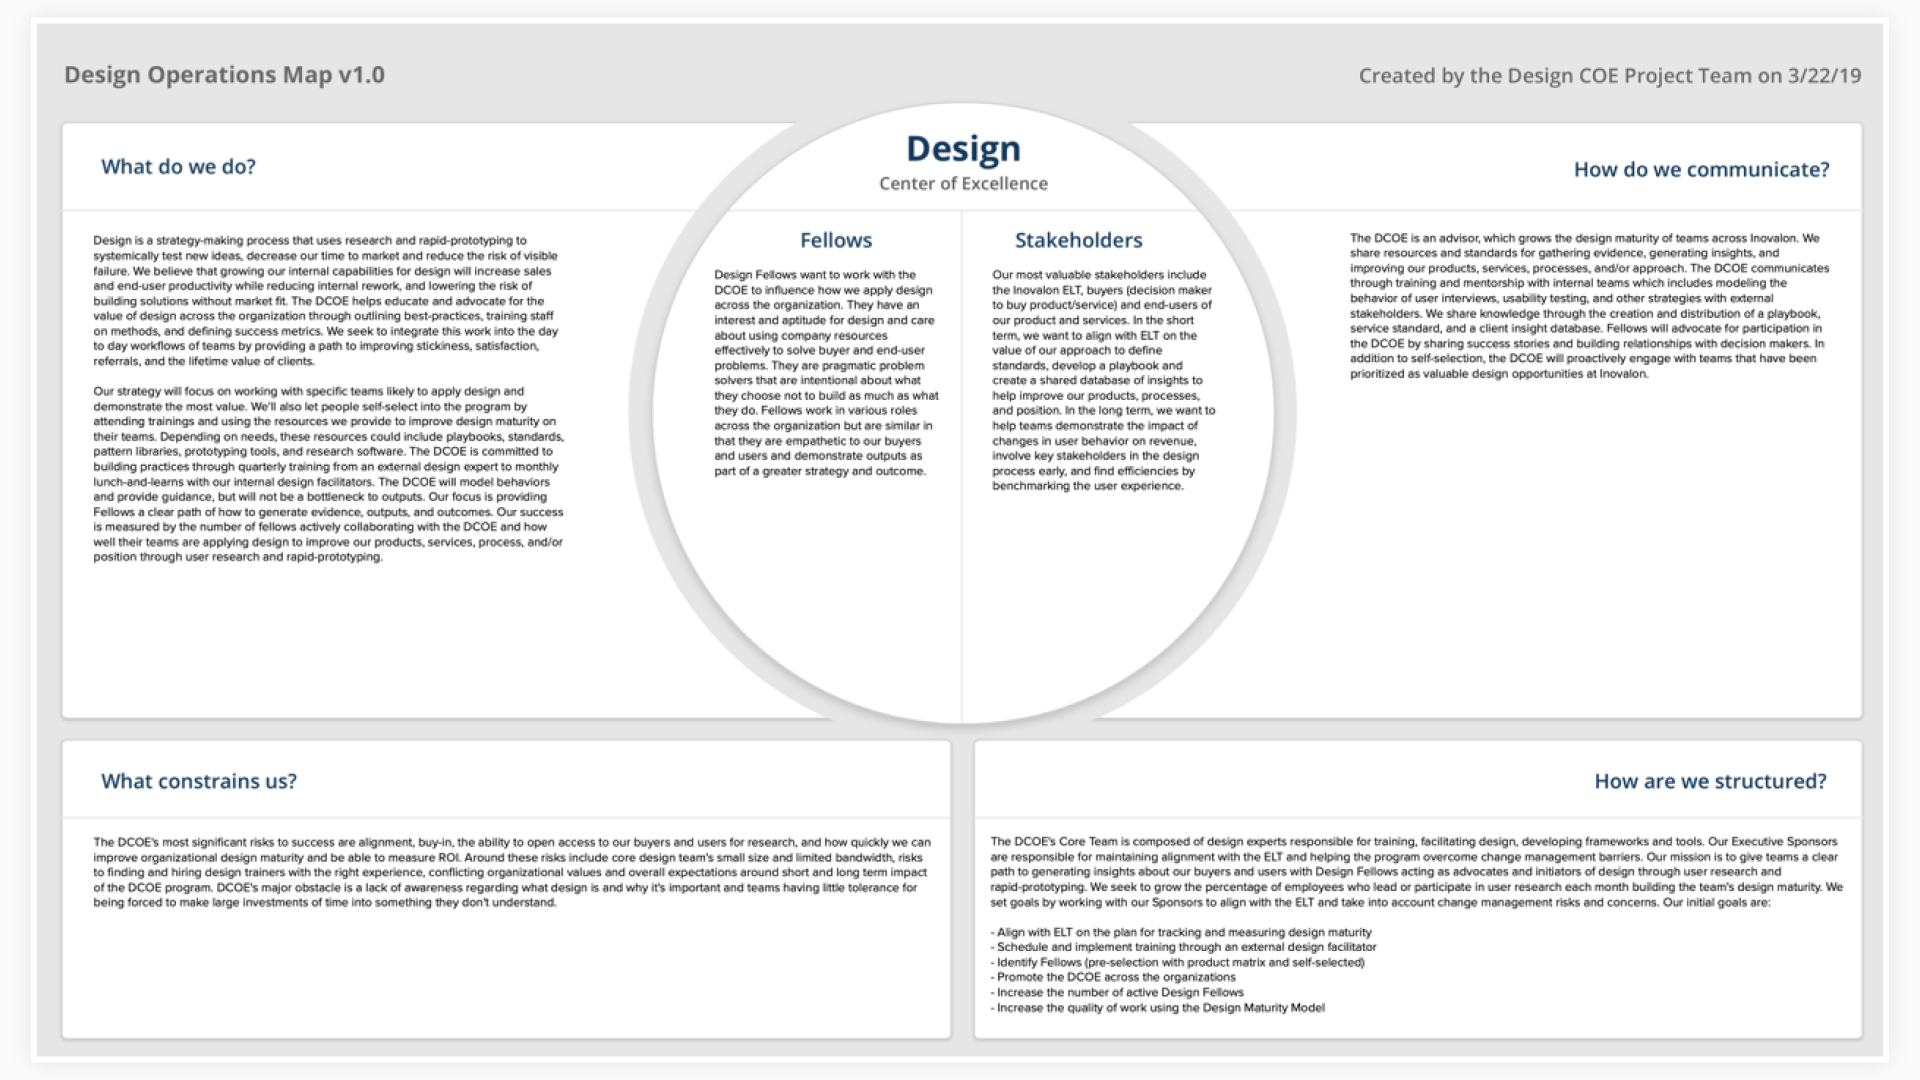 Design Operations Map v1.0
Created by the Design COE Project Team on 3/22/19
What do we do?
Design is a strategy-making process that uses research and rapid-prototyping to
systemically test new ideas, decrease our time to market and reduce the risk of visible
failure. We believe that growing our internal capabilities for design will increase sales
and end-user productivity while reducing internal rework, and lowering the risk of
building solutions without market fit. The DCOE helps educate and advocate for the
value of design across the organization through outlining best-practices, training staff
on methods, and defining success metrics. We seek to integrate this work into the day
to day workflows of teams by providing a path to improving stickiness, satisfaction,
referrals, and the lifetime value of clients.
Our strategy will focus on working with specific teams likely to apply design and
demonstrate the most value. We'll also let people self-select into the program by
attending trainings and using the resources we provide to improve design maturity on
their teams. Depending on needs, these resources could include playbooks, standards,
pattern libraries, prototyping tools, and research software. The DCOE is committed to
building practices through quarterly training from an external design expert to monthly
lunch-and-learns with our internal design facilitators. The DCOE will model behaviors
and provide guidance, but will not be a bottleneck to outputs. Our focus is providing
Fellows a clear path of how to generate evidence, outputs, and outcomes. Our success
is measured by the number of fellows actively collaborating with the DCOE and how
well their teams are applying design to improve our products, services, process, and/or
position through user research and rapid-prototyping.
Design
Center of Excellence
Fellows
Design Fellows want to work with the
DCOE to influence how we apply design
across the organization. They have an
interest and aptitude for design and care
about using company resources
effectively to solve buyer and end-user
problems. They are pragmatic problem
solvers that are intentional about what
they choose not to build as much as what
they do. Fellows work in various roles
across the organization but are similar in
that they are empathetic to our buyers
and users and demonstrate outputs as
part of a greater strategy and outcome.
Stakeholders
Our most valuable stakeholders include
the Inovalon ELT, buyers (decision maker
to buy product/service) and end-users of
our product and services. In the short
term, we want to align with ELT on the
value of our approach to define
standards, develop a playbook and
create a shared database of insights to
help improve our products, processes,
and position. In the long term, we want to
help teams demonstrate the impact of
changes in user behavior on revenue,
involve key stakeholders in the design
process early, and find efficiencies by
benchmarking the user experience.
How do we communicate?
The DCOE is an advisor, which grows the design maturity of teams across Inovalon. We
share resources and standards for gathering evidence, generating insights, and
improving our products, services, processes, and/or approach. The DCOE communicates
through training and mentorship with internal teams which includes modeling the
behavior of user interviews, usability testing, and other strategies with external
stakeholders. We share knowledge through the creation and distribution of a playbook,
service standard, and a client insight database. Fellows will advocate for participation in
the DCOE by sharing success stories and building relationships with decision makers. In
addition to self-selection, the DCOE will proactively engage with teams that have been
prioritized as valuable design opportunities at Inovalon.
What constrains us?
The DCOE's most significant risks to success are alignment, buy-in, the ability to open access to our buyers and users for research, and how quickly we can
improve organizational design maturity and be able to measure ROI. Around these risks include core design team's small size and limited bandwidth, risks
to finding and hiring design trainers with the right experience, conflicting organizational values and overall expectations around short and long term impact
of the DCOE program. DCOE's major obstacle is a lack of awareness regarding what design is and why it's important and teams having little tolerance for
being forced to make large investments of time into something they don't understand.
How are we structured?
The DCOE's Core Team is composed of design experts responsible for training, facilitating design, developing frameworks and tools. Our Executive Sponsors
are responsible for maintaining alignment with the ELT and helping the program overcome change management barriers. Our mission is to give teams a clear
path to generating insights about our buyers and users with Design Fellows acting as advocates and initiators of design through user research and
rapid-prototyping. We seek to grow the percentage of employees who lead or participate in user research each month building the team's design maturity. We
set goals by working with our Sponsors to align with the ELT and take into account change management risks and concerns. Our initial goals are:
- Align with ELT on the plan for tracking and measuring design maturity
- Schedule and implement training through an external design facilitator
- Identify Fellows (pre-selection with product matrix and self-selected)
- Promote the DCOE across the organizations
- Increase the number of active Design Fellows
- Increase the quality of work using the Design Maturity Model